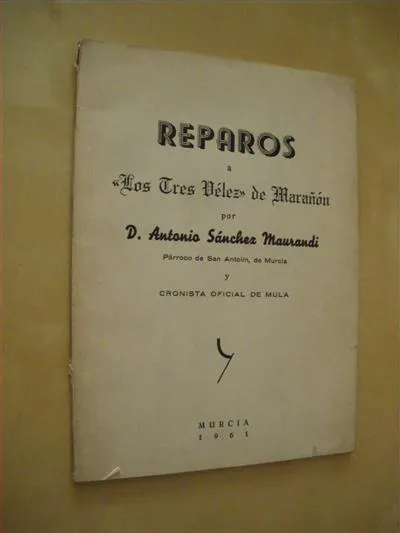 REPAROS
a
«Los Tres Vélez» de Marañón
por
D. Antonio Sánchez Maurandi
Párroco de San Antolín, de Murcia
y
CRONISTA OFICIAL DE MULA
MURCIA
1961